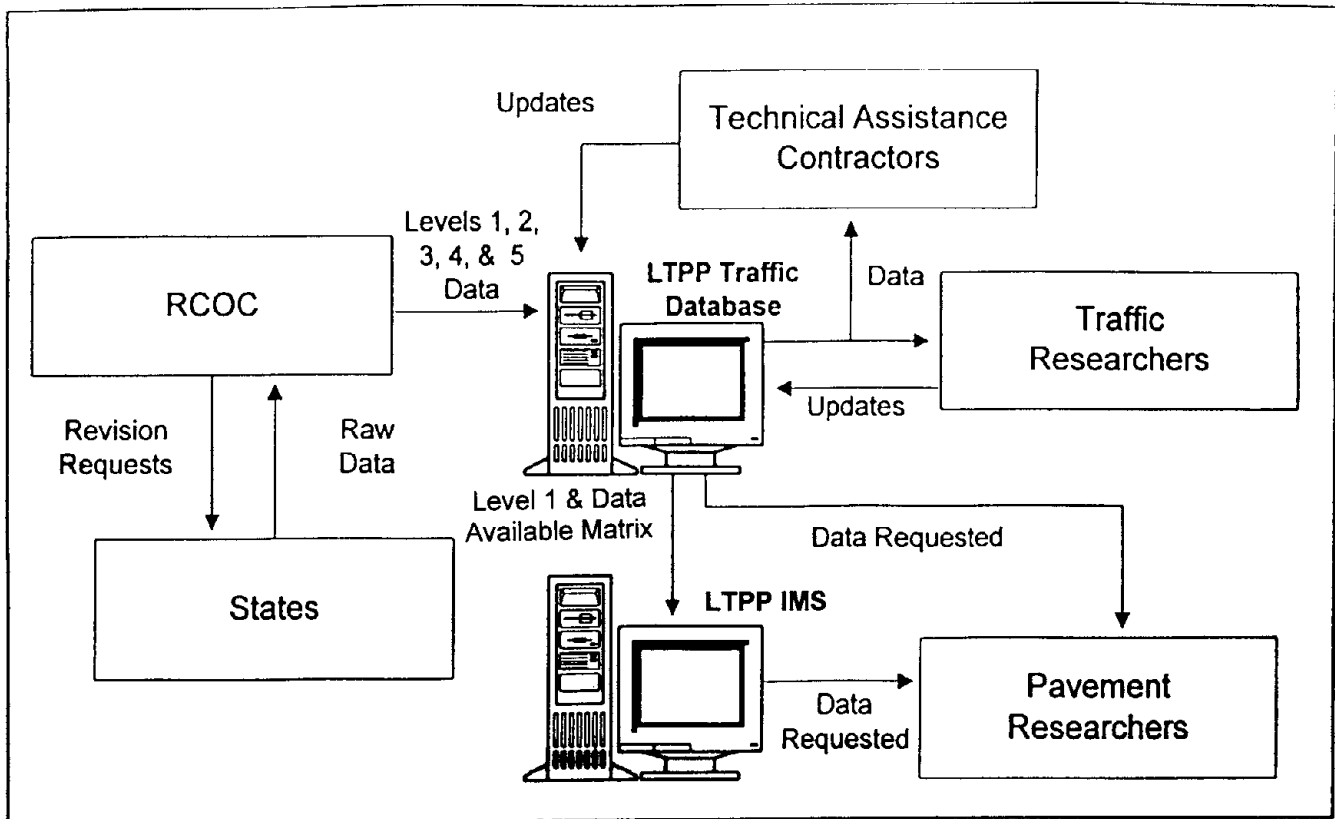 Updates
Technical Assistance
Contractors
Levels 1, 2,
3, 4, & 5
Data
RCOC
LTPP Traffic
Database
Data
Traffic
Researchers
Updates
Revision
Requests
Raw
Data
Level 1 & Data
Available Matrix
Data Requested
States
LTPP IMS
Data
Requested
Pavement
Researchers